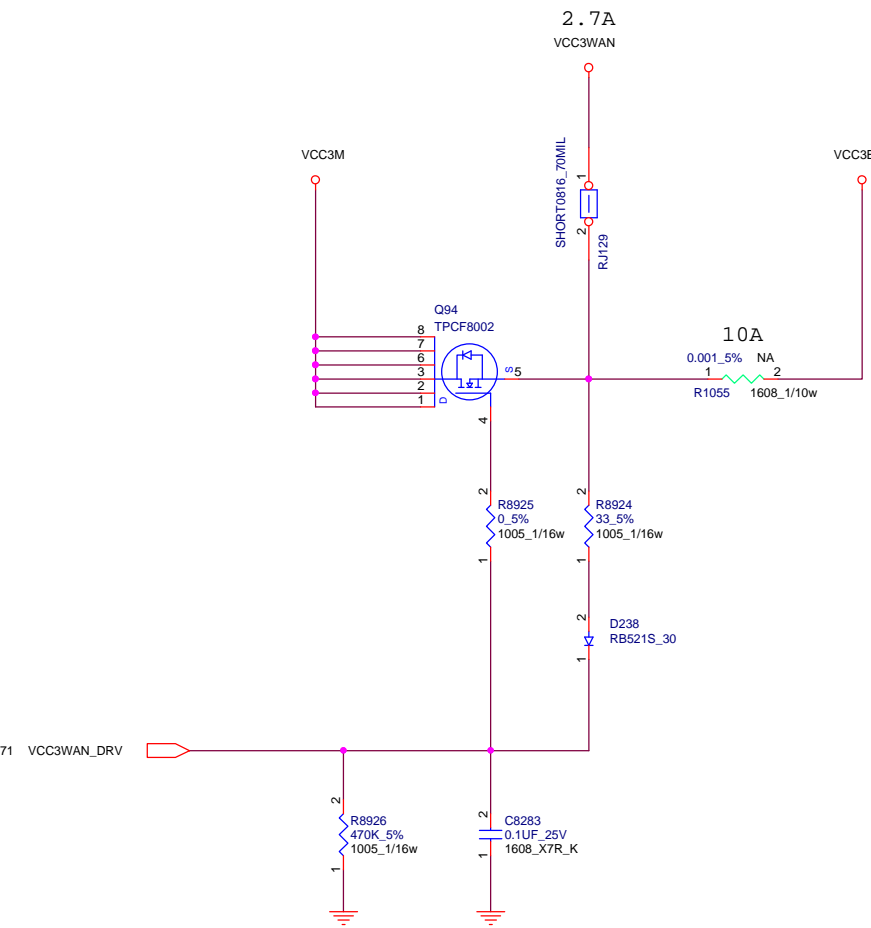 2.7A
VCC3WAN
VCC3M
VCC3B
SHORT0816_70MIL
1
2
RJ129
Q94
TPCF8002
8
7
6
3
2
1
D
S
5
4
10A
0.001_5% NA
1 2
R1055 1608_1/10w
2
R8925
0_5%
1005_1/16w
1
2
R8924
33_5%
1005_1/16w
1
2
D238
RB521S_30
1
71 VCC3WAN_DRV
2
R8926
470K_5%
1005_1/16w
1
2
C8283
0.1UF_25V
1608_X7R_K
1